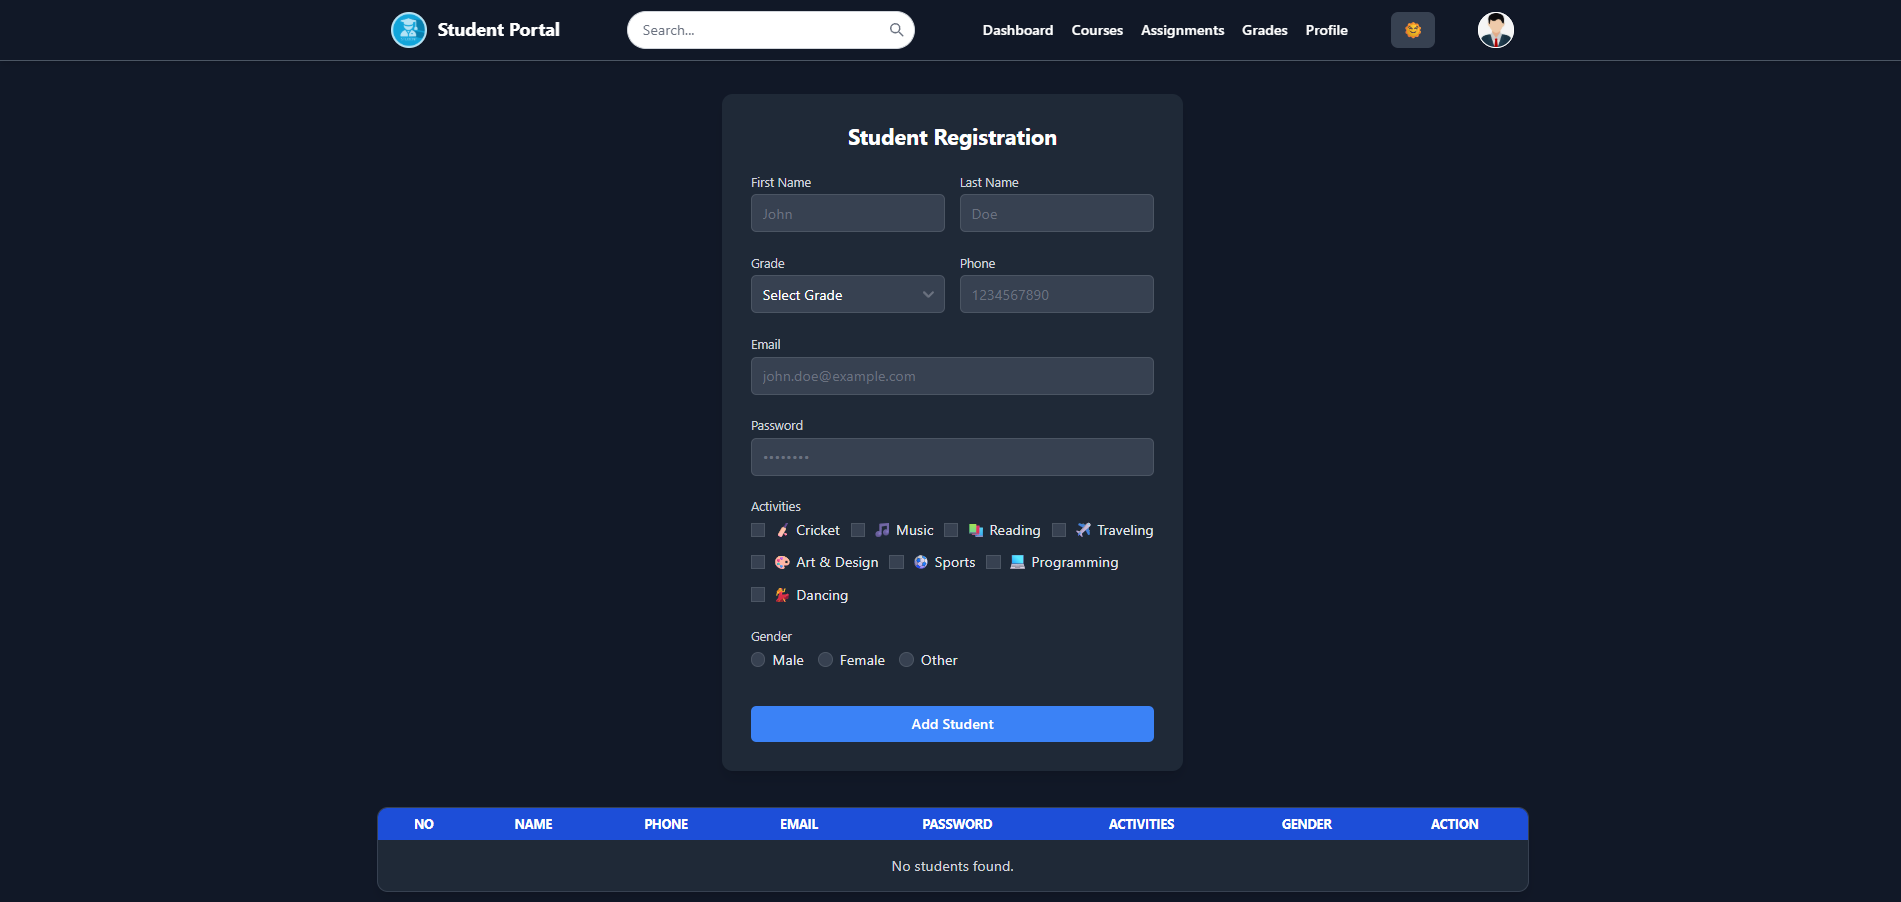 Student Portal
Search...
Dashboard Courses Assignments Grades Profile
Student Registration
First Name Last Name
John Doe
Grade Phone
Select Grade 1234567890
Email
john.doe@example.com
Password
••••••••
Activities
Cricket Music Reading Traveling
Art & Design Sports Programming
Dancing
Gender
Male Female Other
Add Student
NO NAME PHONE EMAIL PASSWORD ACTIVITIES GENDER ACTION
No students found.